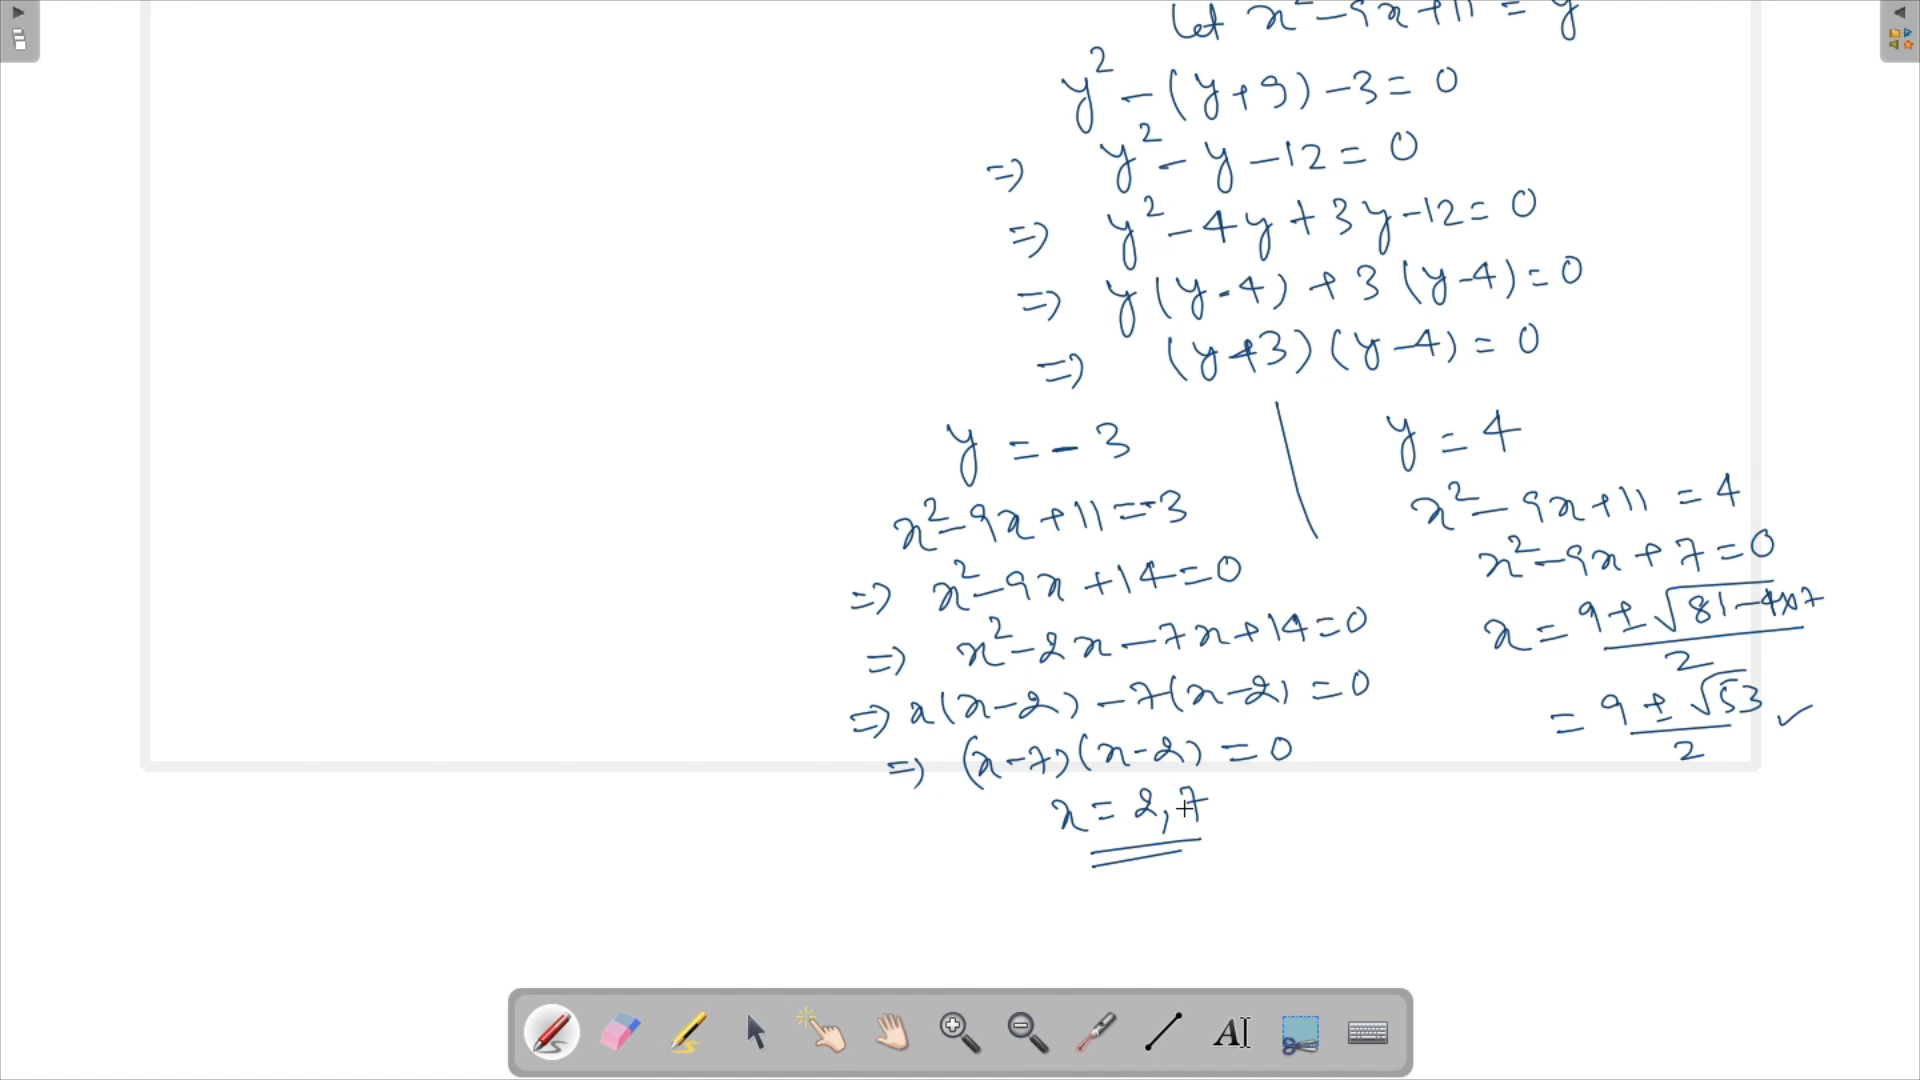 Let x² - 9x + 11 = y
y² - (y + 9) - 3 = 0
=> y² - y - 12 = 0
=> y² - 4y + 3y - 12 = 0
=> y(y - 4) + 3(y - 4) = 0
=> (y + 3)(y - 4) = 0
y = -3
x² - 9x + 11 = -3
=> x² - 9x + 14 = 0
=> x² - 2x - 7x + 14 = 0
=> x(x - 2) - 7(x - 2) = 0
=> (x - 7)(x - 2) = 0
x = 2, 7
y = 4
x² - 9x + 11 = 4
x² - 9x + 7 = 0
x = (9 ± √(81 - 4×7))/2
= (9 ± √53)/2 ✓
AI